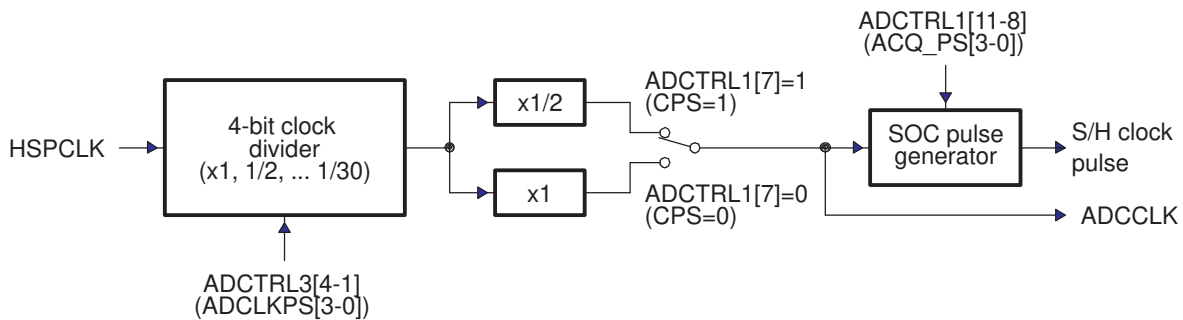 ADCTRL1[11-8]
(ACQ_PS[3-0])
HSPCLK
4-bit clock
divider
(x1, 1/2, ... 1/30)
ADCTRL3[4-1]
(ADCLKPS[3-0])
x1/2
x1
ADCTRL1[7]=1
(CPS=1)
ADCTRL1[7]=0
(CPS=0)
SOC pulse
generator
S/H clock
pulse
ADCCLK